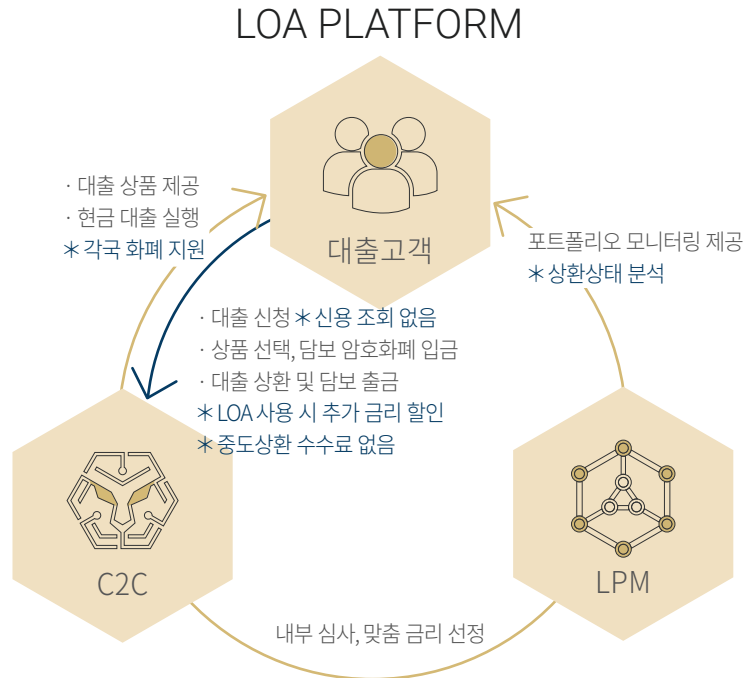 LOA PLATFORM
대출고객
· 대출 상품 제공
· 현금 대출 실행
＊각국 화폐 지원
포트폴리오 모니터링 제공
＊상환상태 분석
· 대출 신청 ＊신용 조회 없음
· 상품 선택, 담보 암호화폐 입금
· 대출 상환 및 담보 출금
＊LOA 사용 시 추가 금리 할인
＊중도상환 수수료 없음
C2C
LPM
내부 심사, 맞춤 금리 선정